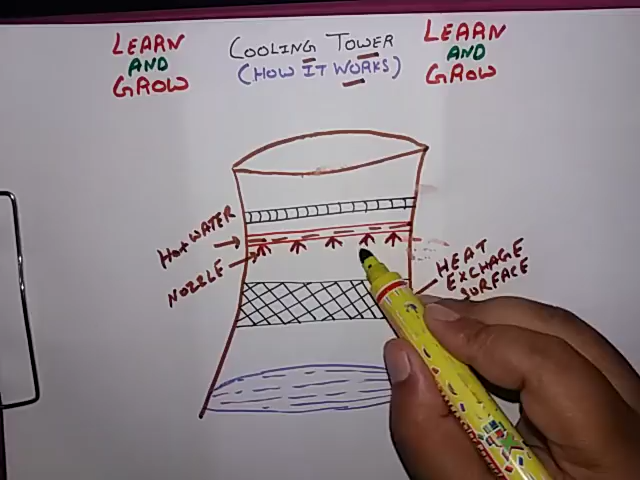 LEARN
AND
GROW
COOLING TOWER
(HOW IT WORKS)
LEARN
AND
GROW
HOT WATER
NOZZLE
HEAT
EXCHAGE
SURFACE